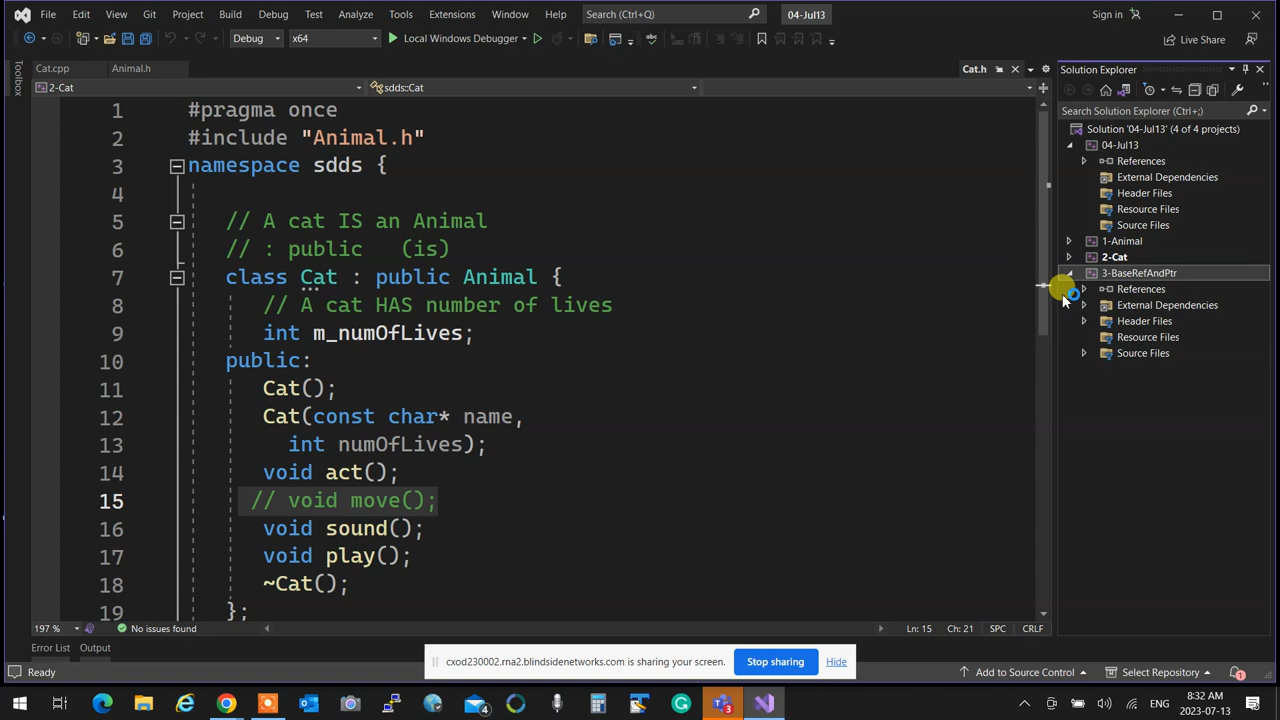 File Edit View Git Project Build Debug Test Analyze Tools Extensions Window Help Search (Ctrl+Q) 04-Jul13 Sign in
Debug x64 Local Windows Debugger Live Share
Toolbox
Cat.cpp Animal.h Cat.h
2-Cat sdds::Cat
1 #pragma once
2 #include "Animal.h"
3 namespace sdds {
4
5 // A cat IS an Animal
6 // : public (is)
7 class Cat : public Animal {
8 // A cat HAS number of lives
9 int m_numOfLives;
10 public:
11 Cat();
12 Cat(const char* name,
13 int numOfLives);
14 void act();
15 // void move();
16 void sound();
17 void play();
18 ~Cat();
19 };
197 % No issues found Ln: 15 Ch: 21 SPC CRLF
Solution Explorer
Search Solution Explorer (Ctrl+;)
Solution '04-Jul13' (4 of 4 projects)
04-Jul13
References
External Dependencies
Header Files
Resource Files
Source Files
1-Animal
2-Cat
3-BaseRefAndPtr
References
External Dependencies
Header Files
Resource Files
Source Files
Error List Output
cxod230002.rna2.blindsidenetworks.com is sharing your screen. Stop sharing Hide
Ready Add to Source Control Select Repository 1
4 3 ENG 8:32 AM
2023-07-13